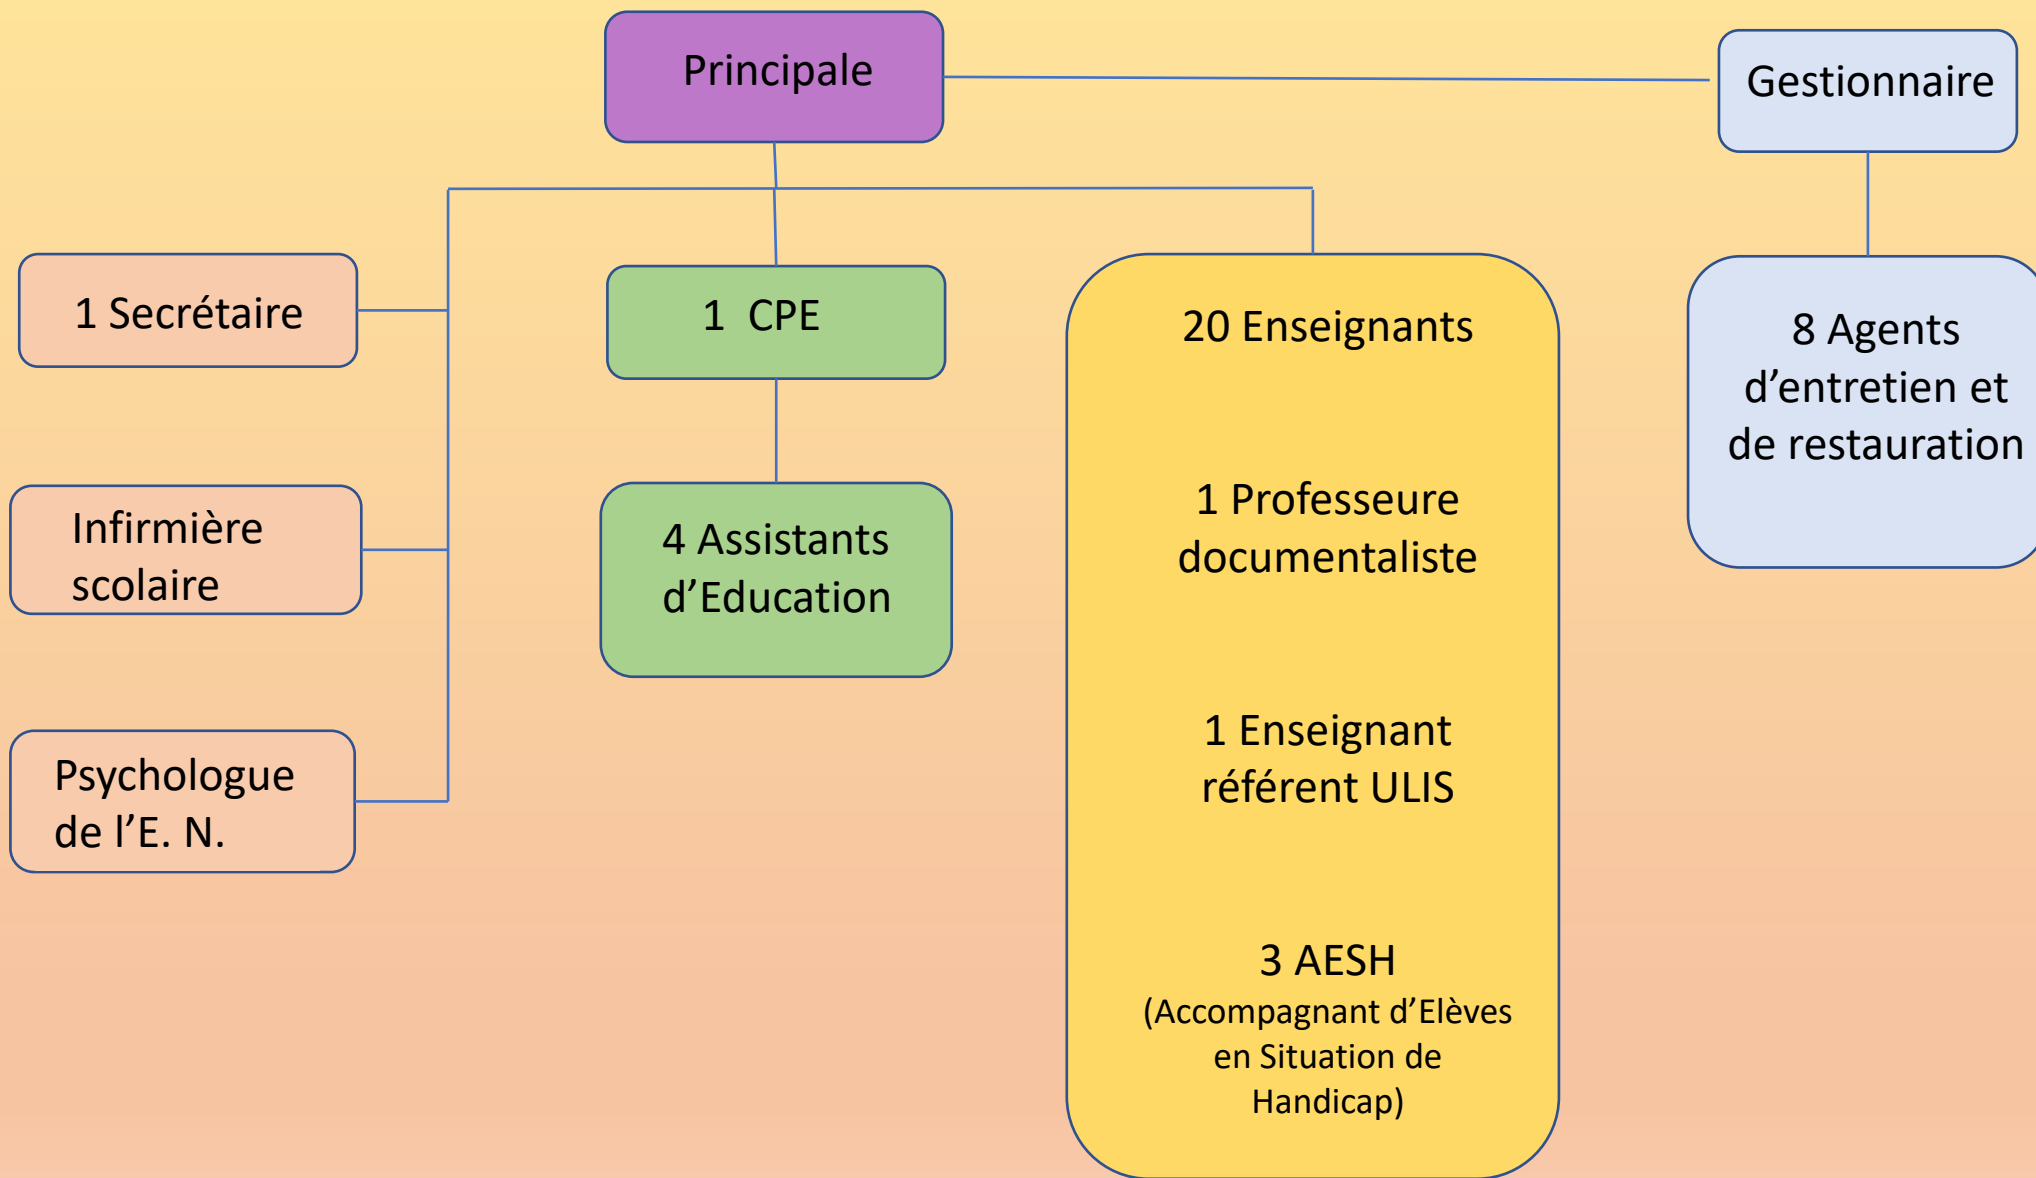 Principale
Gestionnaire
1 Secrétaire
Infirmière
scolaire
Psychologue
de l’E. N.
1  CPE
4 Assistants
d’Education
20 Enseignants
1 Professeure
documentaliste
1 Enseignant
référent ULIS
3 AESH
(Accompagnant d’Elèves
en Situation de
Handicap)
8 Agents
d’entretien et
de restauration